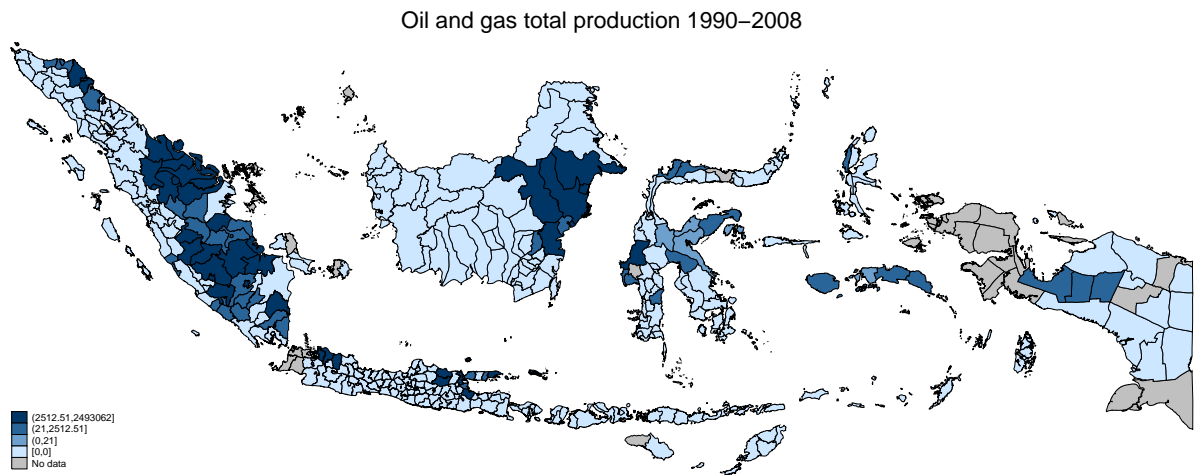 Oil and gas total production 1990−2008
(2512.51,2493062]
(21,2512.51]
(0,21]
[0,0]
No data